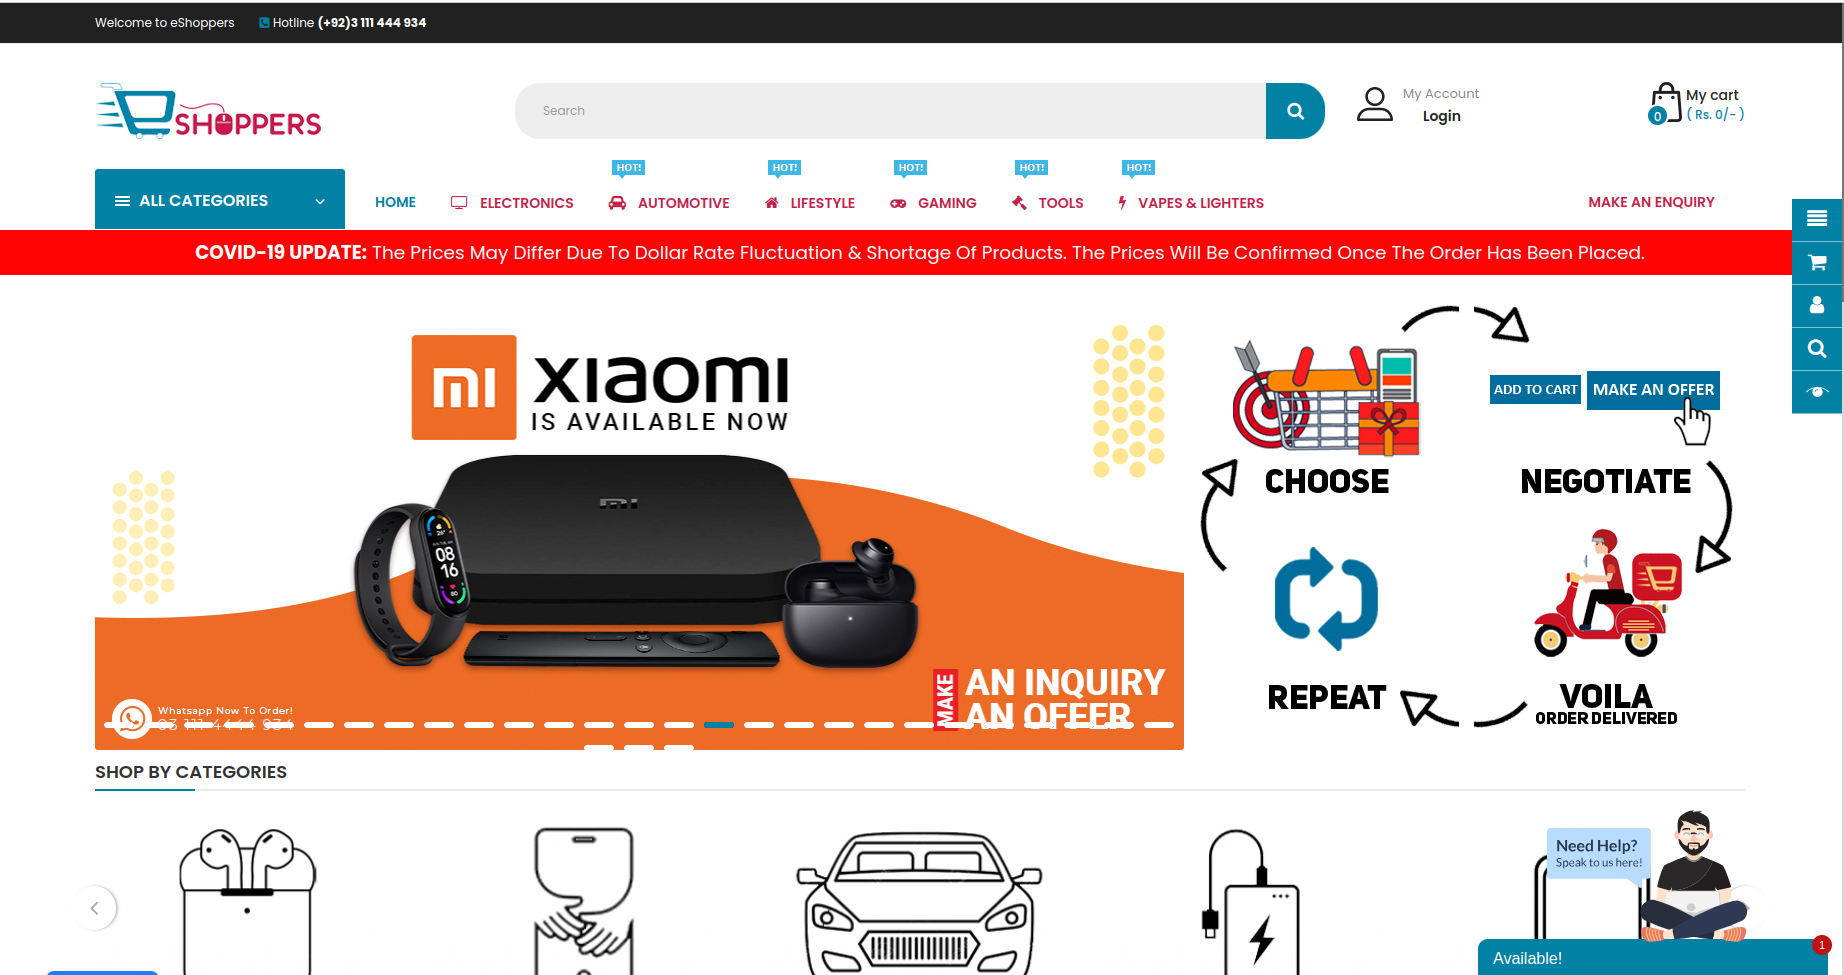 Welcome to eShoppers
Hotline (+92)3 111 444 934
SHOPPERS
Search
My Account
Login
0
My cart
( Rs. 0/- )
HOT!
HOT!
HOT!
HOT!
HOT!
ALL CATEGORIES
HOME
ELECTRONICS
AUTOMOTIVE
LIFESTYLE
GAMING
TOOLS
VAPES & LIGHTERS
MAKE AN ENQUIRY
COVID-19 UPDATE: The Prices May Differ Due To Dollar Rate Fluctuation & Shortage Of Products. The Prices Will Be Confirmed Once The Order Has Been Placed.
mi
xiaomi
IS AVAILABLE NOW
mi
08
16
MAKE
AN INQUIRY
AN OFFER
Whatsapp Now To Order!
03 111 4444 934
ADD TO CART
MAKE AN OFFER
CHOOSE
NEGOTIATE
REPEAT
VOILA
ORDER DELIVERED
SHOP BY CATEGORIES
Need Help?
Speak to us here!
Available!
1